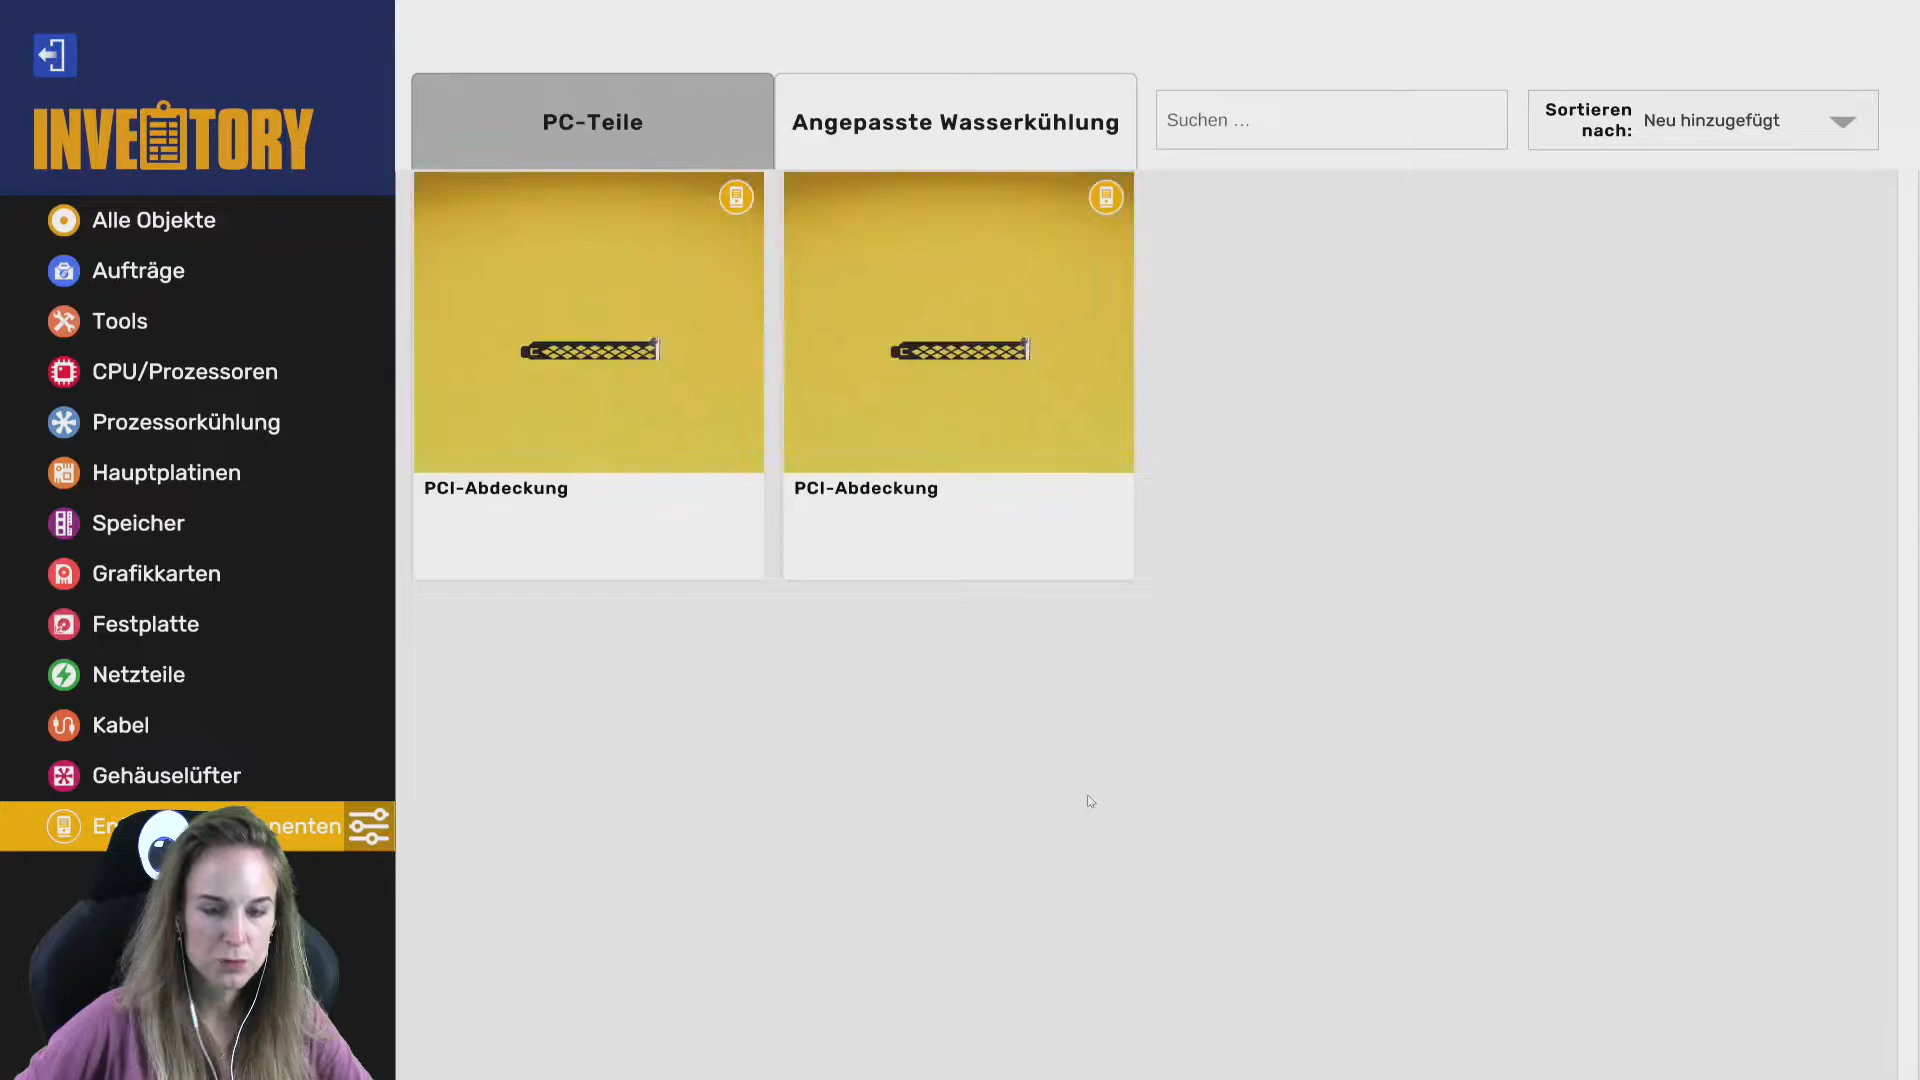 INVENTORY
PC-Teile
Angepasste Wasserkühlung
Suchen …
Sortieren
nach:
Neu hinzugefügt
Alle Objekte
Aufträge
Tools
CPU/Prozessoren
Prozessorkühlung
Hauptplatinen
Speicher
Grafikkarten
Festplatte
Netzteile
Kabel
Gehäuselüfter
PCI-Abdeckung
PCI-Abdeckung